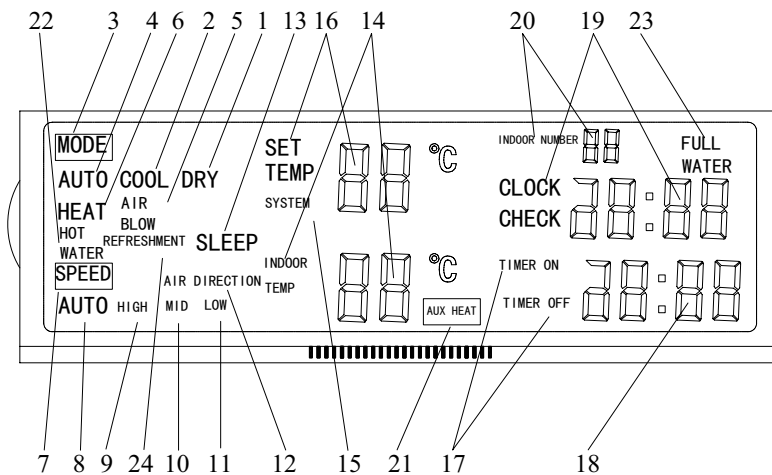 22 3 4 6 2 5 1 13 16 14 20 19 23
MODE
SET
TEMP
°C
INDOOR NUMBER 88
FULL
WATER
AUTO COOL DRY
HEAT
AIR
BLOW
SYSTEM
CLOCK 88:88
CHECK
HOT
WATER
REFRESHMENT
SLEEP
SPEED
AIR DIRECTION
INDOOR
TEMP
°C
TIMER ON
TIMER OFF
AUTO HIGH MID LOW
AUX HEAT
7 8 9 24 10 11 12 15 21 17 18